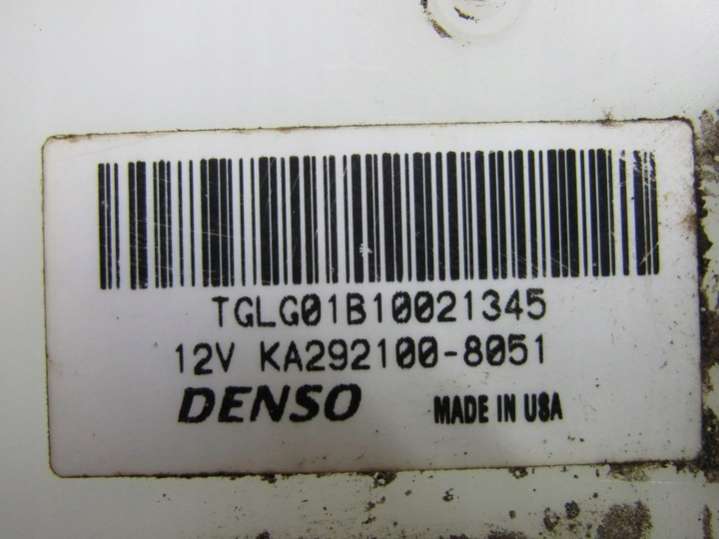 TGLG01B10021345
12V KA292100-8051
DENSO MADE IN USA